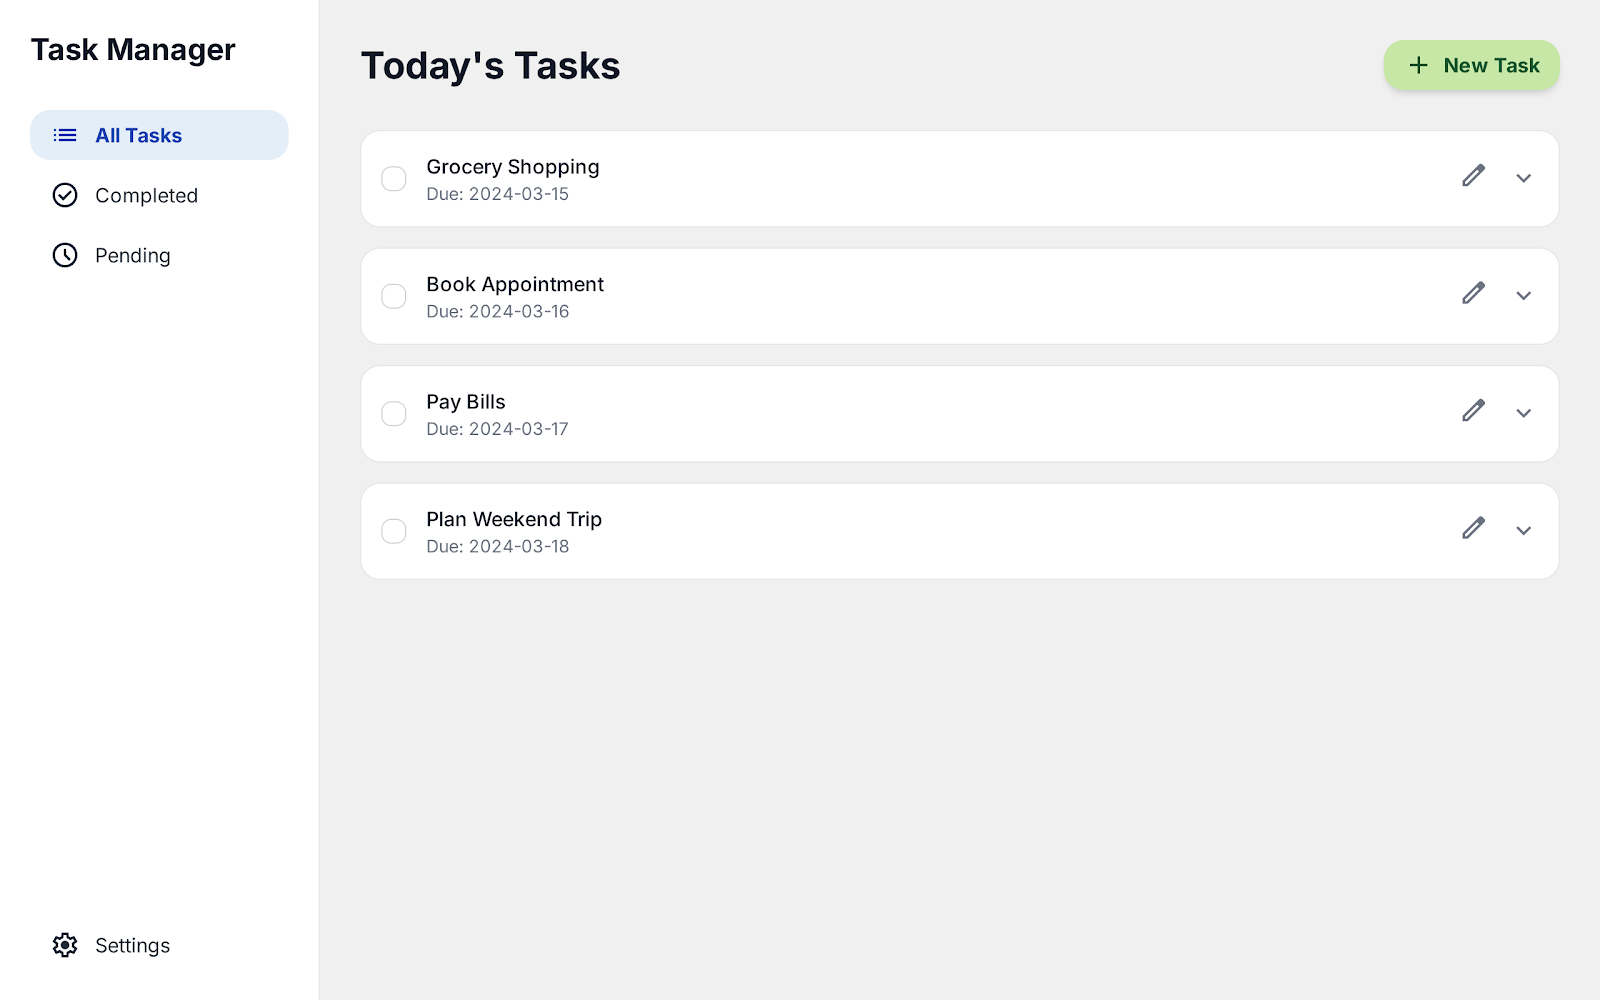 Task Manager
All Tasks
Completed
Pending
Settings
Today's Tasks
New Task
Grocery Shopping
Due: 2024-03-15
Book Appointment
Due: 2024-03-16
Pay Bills
Due: 2024-03-17
Plan Weekend Trip
Due: 2024-03-18